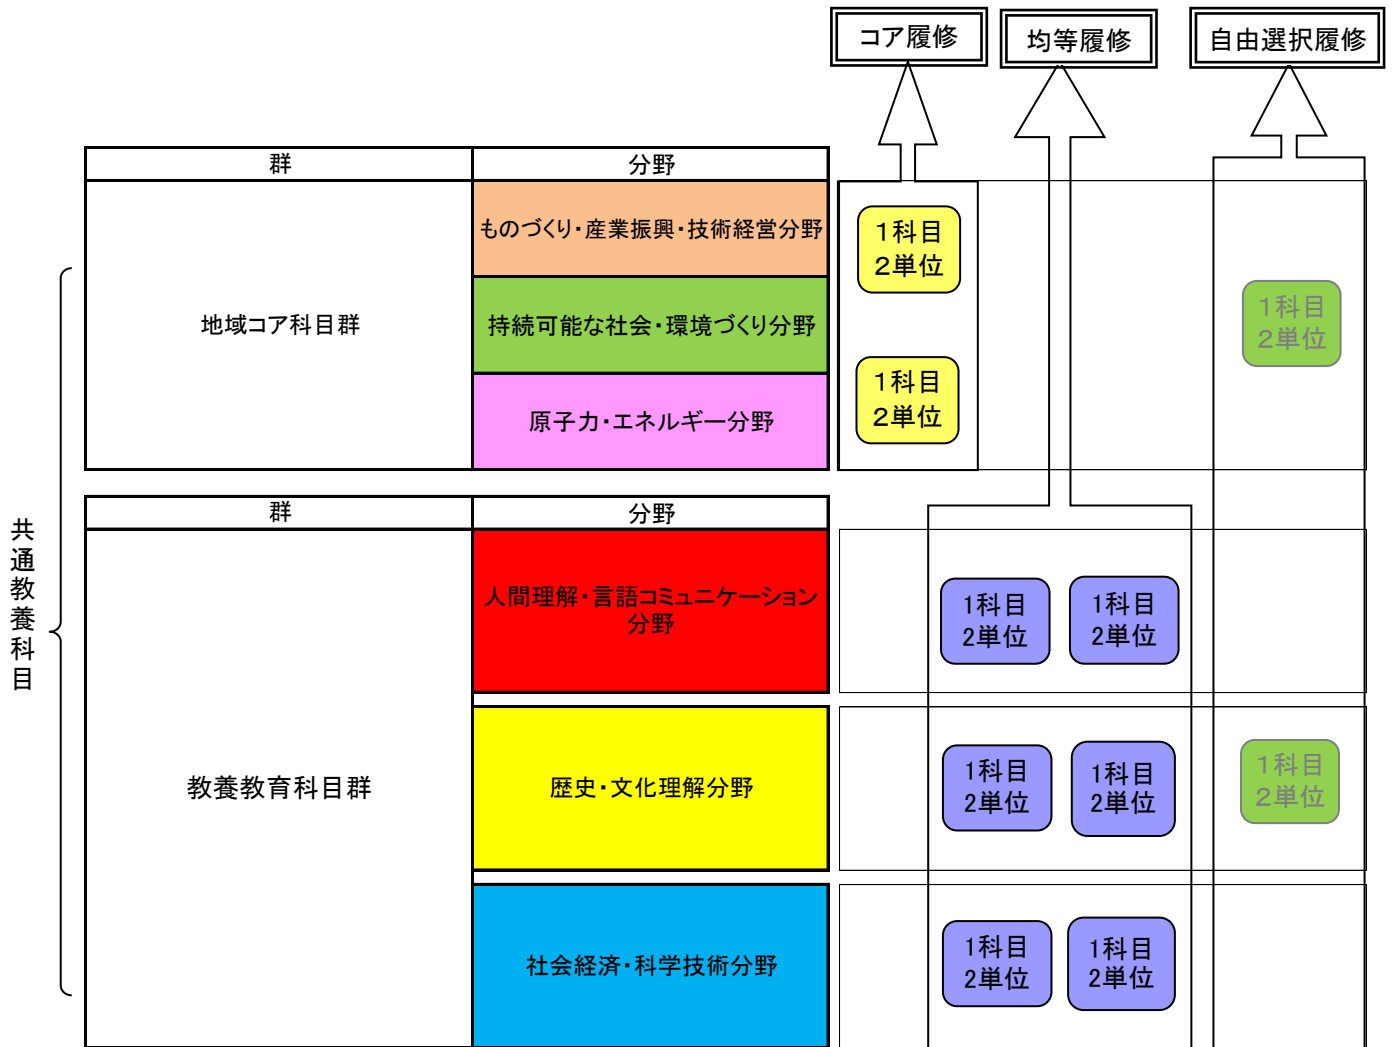 コア履修
均等履修
自由選択履修
群
分野
ものづくり・産業振興・技術経営分野
1科目
2単位
地域コア科目群
持続可能な社会・環境づくり分野
1科目
2単位
1科目
2単位
原子力・エネルギー分野
共通教養科目
群
分野
人間理解・言語コミュニケーション
分野
1科目
2単位
1科目
2単位
教養教育科目群
歴史・文化理解分野
1科目
2単位
1科目
2単位
1科目
2単位
社会経済・科学技術分野
1科目
2単位
1科目
2単位